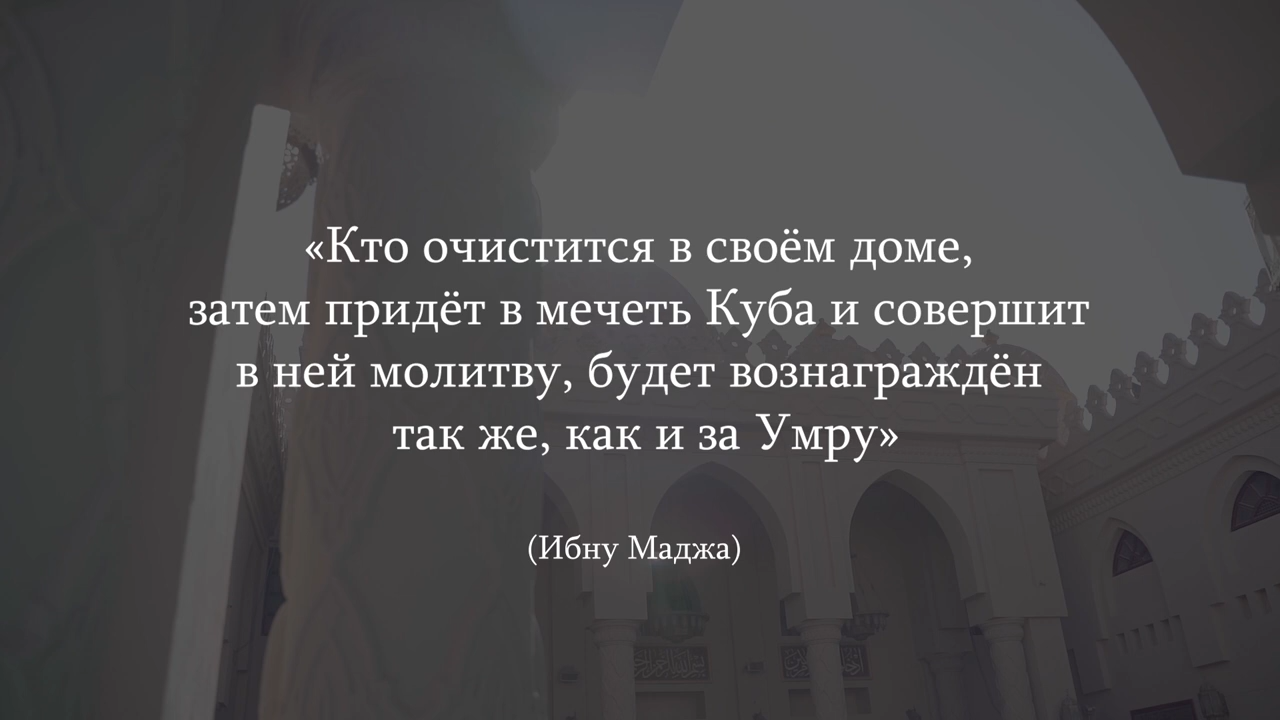 «Кто очистится в своём доме,
затем придёт в мечеть Куба и совершит
в ней молитву, будет вознаграждён
так же, как и за Умру»
(Ибну Маджа)